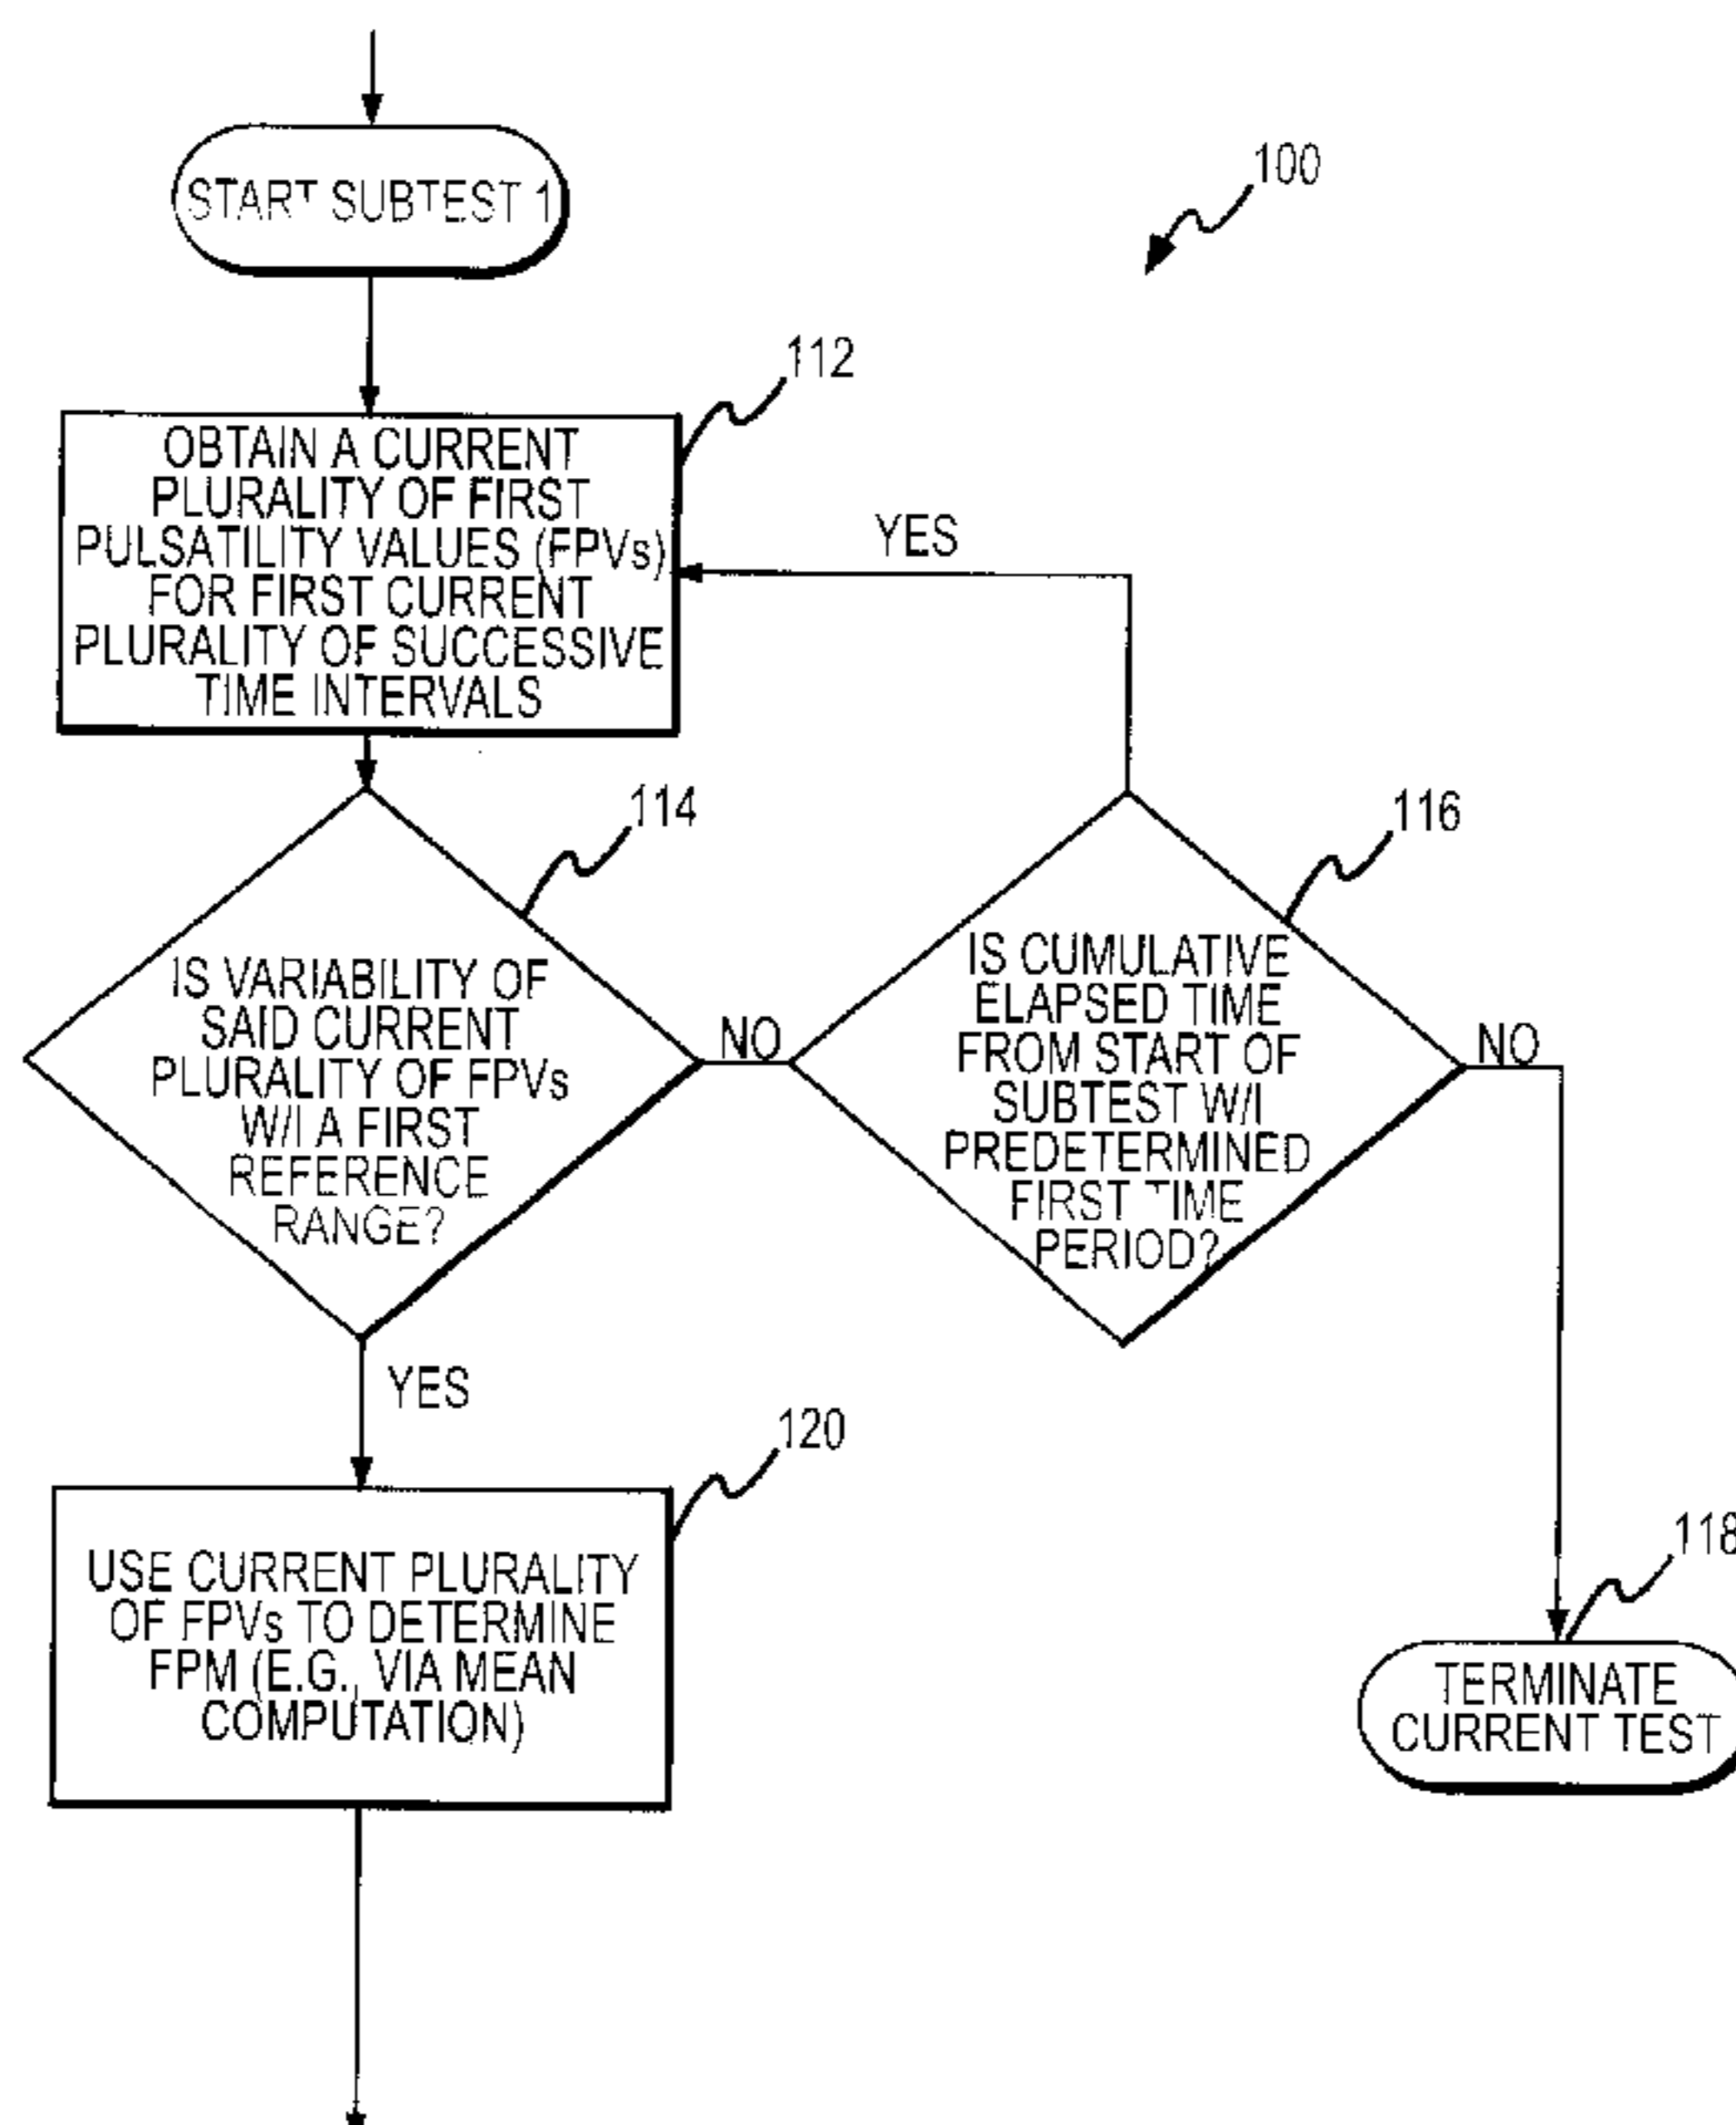 START SUBTEST 1
100
112
OBTAIN A CURRENT
PLURALITY OF FIRST
PULSATILITY VALUES (FPVs)
FOR FIRST CURRENT
PLURALITY OF SUCCESSIVE
TIME INTERVALS
YES
114
IS VARIABILITY OF
SAID CURRENT
PLURALITY OF FPVs
W/I A FIRST
REFERENCE
RANGE?
NO
116
IS CUMULATIVE
ELAPSED TIME
FROM START OF
SUBTEST W/I
PREDETERMINED
FIRST TIME
PERIOD?
NO
YES
120
USE CURRENT PLURALITY
OF FPVs TO DETERMINE
FPM (E.G., VIA MEAN
COMPUTATION)
118
TERMINATE
CURRENT TEST